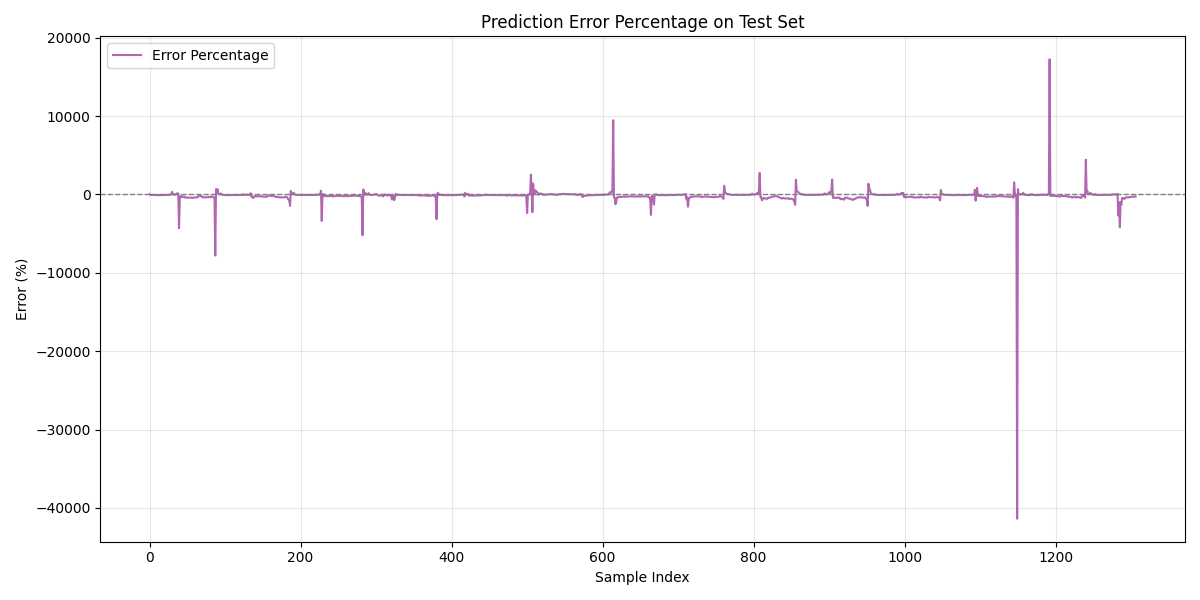 Prediction Error Percentage on Test Set
Error Percentage
20000
10000
0
−10000
−20000
−30000
−40000
Error (%)
0 200 400 600 800 1000 1200
Sample Index